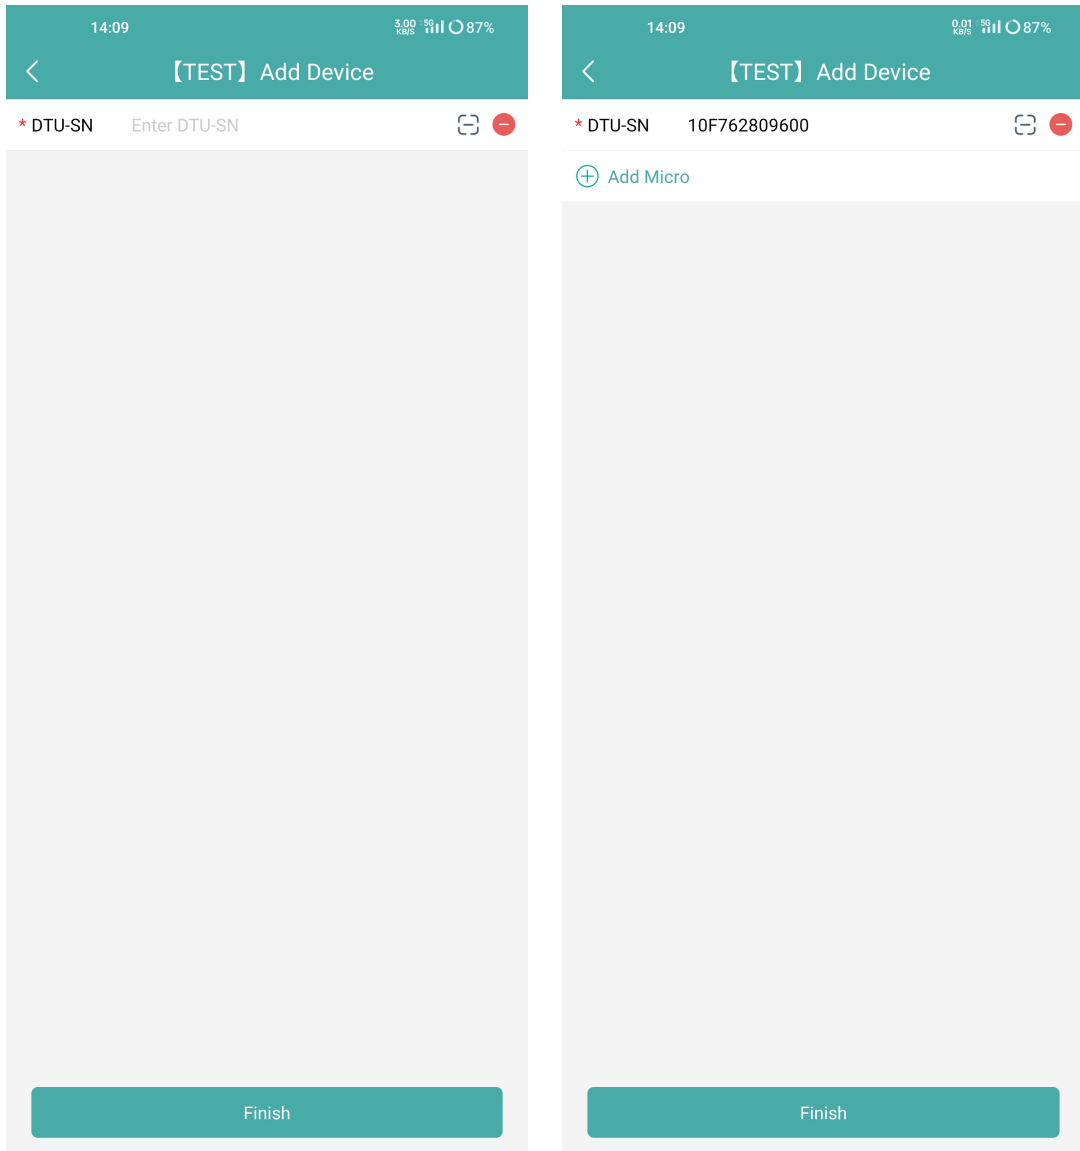 14:09
3.00 KB/S 5G 87%
【TEST】Add Device
* DTU-SN Enter DTU-SN
Finish
14:09
0.01 KB/S 5G 87%
【TEST】Add Device
* DTU-SN 10F762809600
Add Micro
Finish